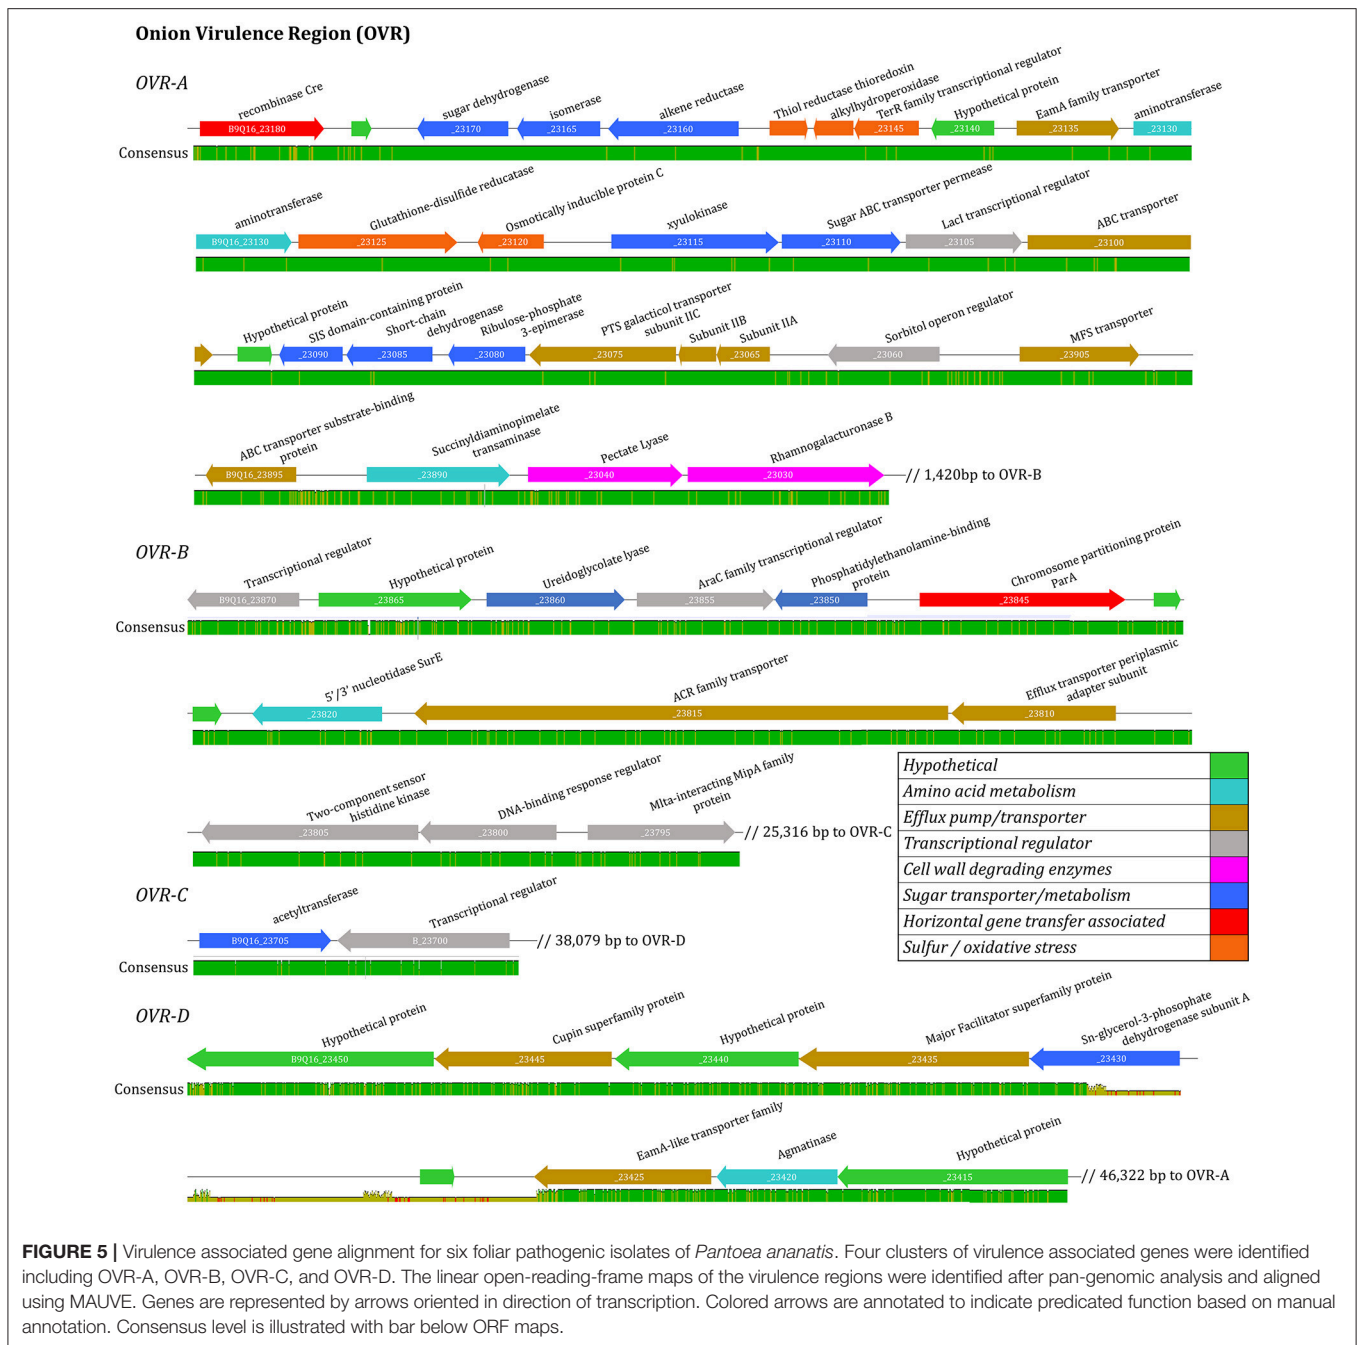 Onion Virulence Region (OVR)
OVR-A
recombinase Cre
sugar dehydrogenase
isomerase
alkene reductase
Thiol reductase thioredoxin
alkylhydroperoxidase
TerR family transcriptional regulator
Hypothetical protein
EamA family transporter
aminotransferase
B9Q16_23180
_23170
_23165
_23160
_23145
_23140
_23135
_23130
Consensus
aminotransferase
Glutathione-disulfide reducatase
Osmotically inducible protein C
xyulokinase
Sugar ABC transporter permease
LacI transcriptional regulator
ABC transporter
B9Q16_23130
_23125
_23120
_23115
_23110
_23105
_23100
Hypothetical protein
SIS domain-containing protein
Short-chain
dehydrogenase
Ribulose-phosphate
3-epimerase
PTS galacticol transporter
subunit IIC
Subunit IIB
Subunit IIA
Sorbitol operon regulator
MFS transporter
_23090
_23085
_23080
_23075
_23065
_23060
_23905
ABC transporter substrate-binding
protein
Succinyldiaminopimelate
transaminase
Pectate Lyase
Rhamnogalacturonase B
B9Q16_23895
_23890
_23040
_23030
// 1,420bp to OVR-B
OVR-B
Transcriptional regulator
Hypothetical protein
Ureidoglycolate lyase
AraC family transcriptional regulator
Phosphatidylethanolamine-binding
protein
Chromosome partitioning protein
ParA
B9Q16_23870
_23865
_23860
_23855
_23850
_23845
Consensus
5'/3' nucleotidase SurE
ACR family transporter
Efflux transporter periplasmic
adapter subunit
_23820
_23815
_23810
Two-component sensor
histidine kinase
DNA-binding response regulator
Mlta-interacting MipA family
protein
_23805
_23800
_23795
// 25,316 bp to OVR-C
Hypothetical
Amino acid metabolism
Efflux pump/transporter
Transcriptional regulator
Cell wall degrading enzymes
Sugar transporter/metabolism
Horizontal gene transfer associated
Sulfur / oxidative stress
OVR-C
acetyltransferase
Transcriptional regulator
B9Q16_23705
B_23700
// 38,079 bp to OVR-D
Consensus
OVR-D
Hypothetical protein
Cupin superfamily protein
Hypothetical protein
Major Facilitator superfamily protein
Sn-glycerol-3-phosophate
dehydrogenase subunit A
B9Q16_23450
_23445
_23440
_23435
_23430
Consensus
EamA-like transporter family
Agmatinase
Hypothetical protein
_23425
_23420
_23415
// 46,322 bp to OVR-A
FIGURE 5 | Virulence associated gene alignment for six foliar pathogenic isolates of Pantoea ananatis. Four clusters of virulence associated genes were identified
including OVR-A, OVR-B, OVR-C, and OVR-D. The linear open-reading-frame maps of the virulence regions were identified after pan-genomic analysis and aligned
using MAUVE. Genes are represented by arrows oriented in direction of transcription. Colored arrows are annotated to indicate predicated function based on manual
annotation. Consensus level is illustrated with bar below ORF maps.